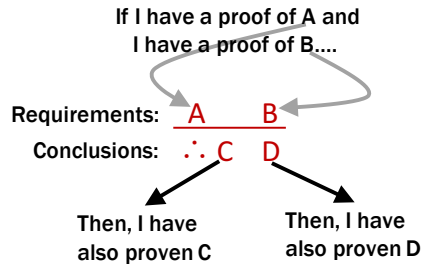 If I have a proof of A and
I have a proof of B....
Requirements: A B
Conclusions: ∴ C D
Then, I have
also proven C
Then, I have
also proven D